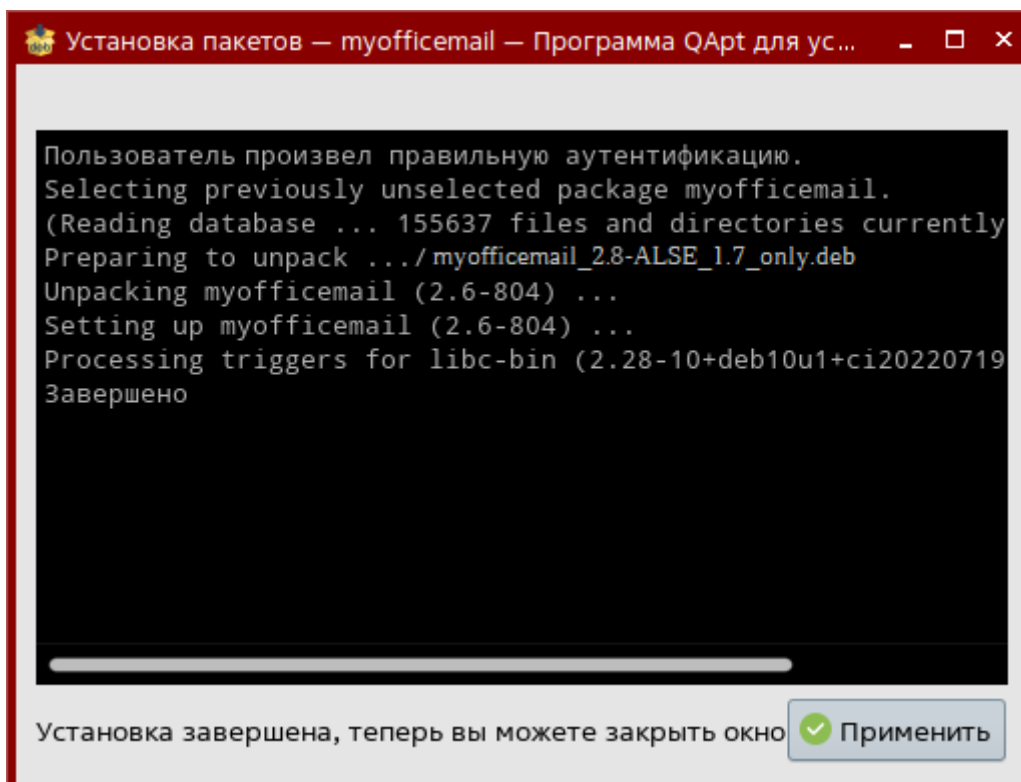 Установка пакетов — myofficemail — Программа QApt для ус...
Пользователь произвел правильную аутентификацию.
Selecting previously unselected package myofficemail.
(Reading database ... 155637 files and directories currently
Preparing to unpack .../myofficemail_2.8-ALSE_1.7_only.deb
Unpacking myofficemail (2.6-804) ...
Setting up myofficemail (2.6-804) ...
Processing triggers for libc-bin (2.28-10+deb10u1+ci20220719
Завершено
Установка завершена, теперь вы можете закрыть окно
Применить